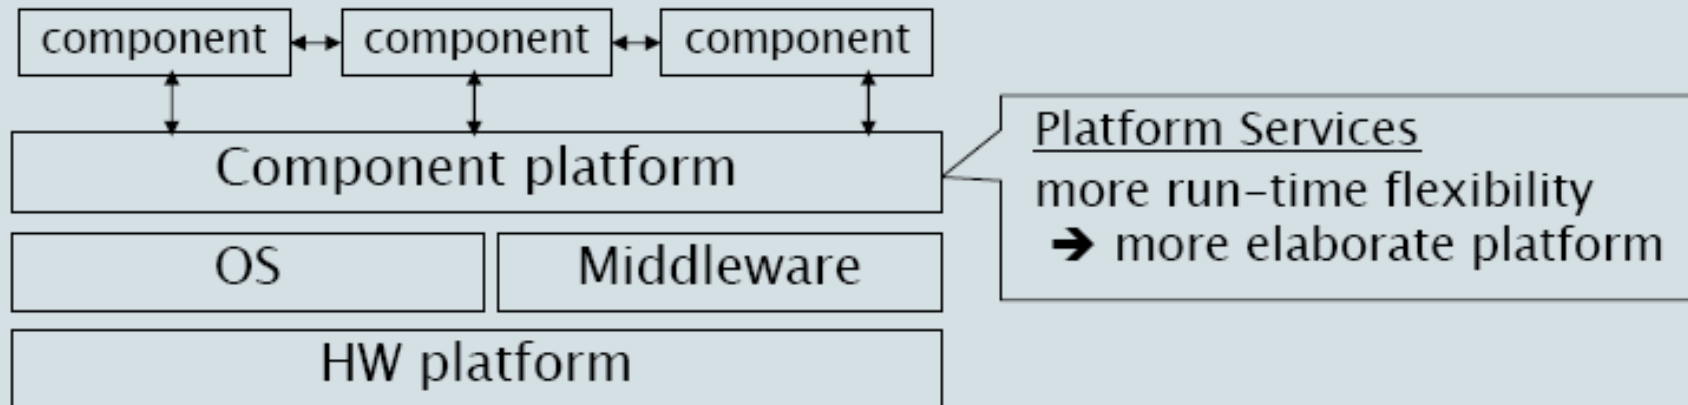 component component component
Component platform
Platform Services
more run-time flexibility
➔ more elaborate platform
OS Middleware
HW platform